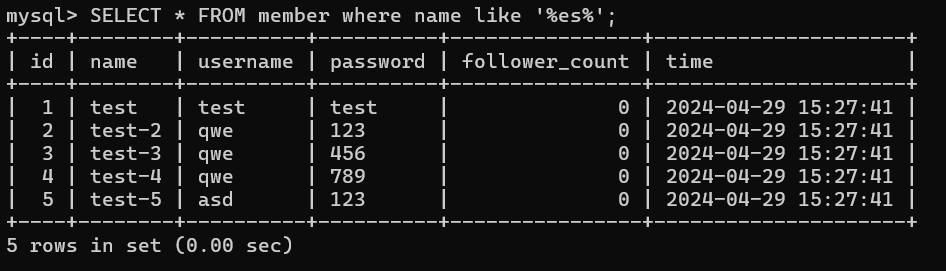 mysql> SELECT * FROM member where name like '%es%';
+----+--------+----------+----------+----------------+---------------------+
| id | name   | username | password | follower_count | time                |
+----+--------+----------+----------+----------------+---------------------+
|  1 | test   | test     | test     |              0 | 2024-04-29 15:27:41 |
|  2 | test-2 | qwe      | 123      |              0 | 2024-04-29 15:27:41 |
|  3 | test-3 | qwe      | 456      |              0 | 2024-04-29 15:27:41 |
|  4 | test-4 | qwe      | 789      |              0 | 2024-04-29 15:27:41 |
|  5 | test-5 | asd      | 123      |              0 | 2024-04-29 15:27:41 |
+----+--------+----------+----------+----------------+---------------------+
5 rows in set (0.00 sec)